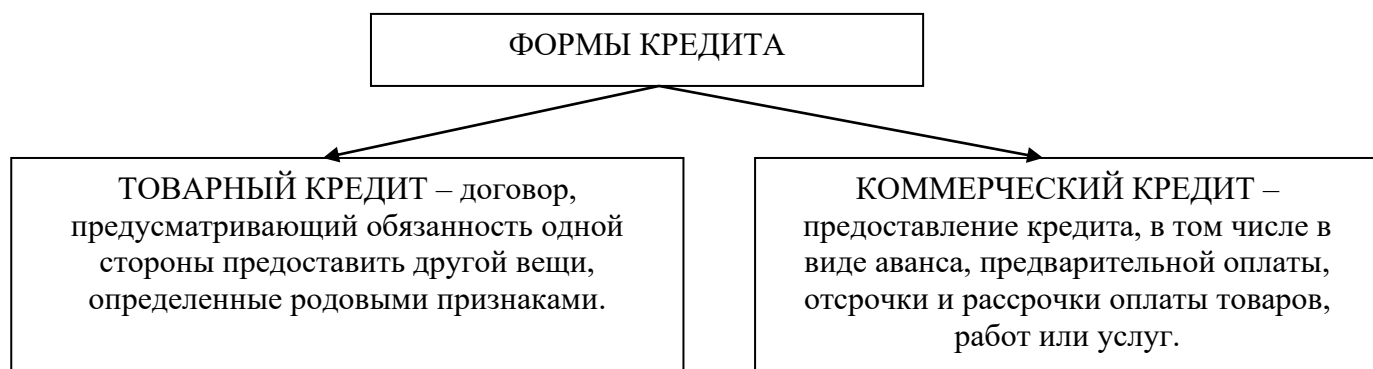 ФОРМЫ КРЕДИТА
ТОВАРНЫЙ КРЕДИТ – договор,
предусматривающий обязанность одной
стороны предоставить другой вещи,
определенные родовыми признаками.
КОММЕРЧЕСКИЙ КРЕДИТ –
предоставление кредита, в том числе в
виде аванса, предварительной оплаты,
отсрочки и рассрочки оплаты товаров,
работ или услуг.